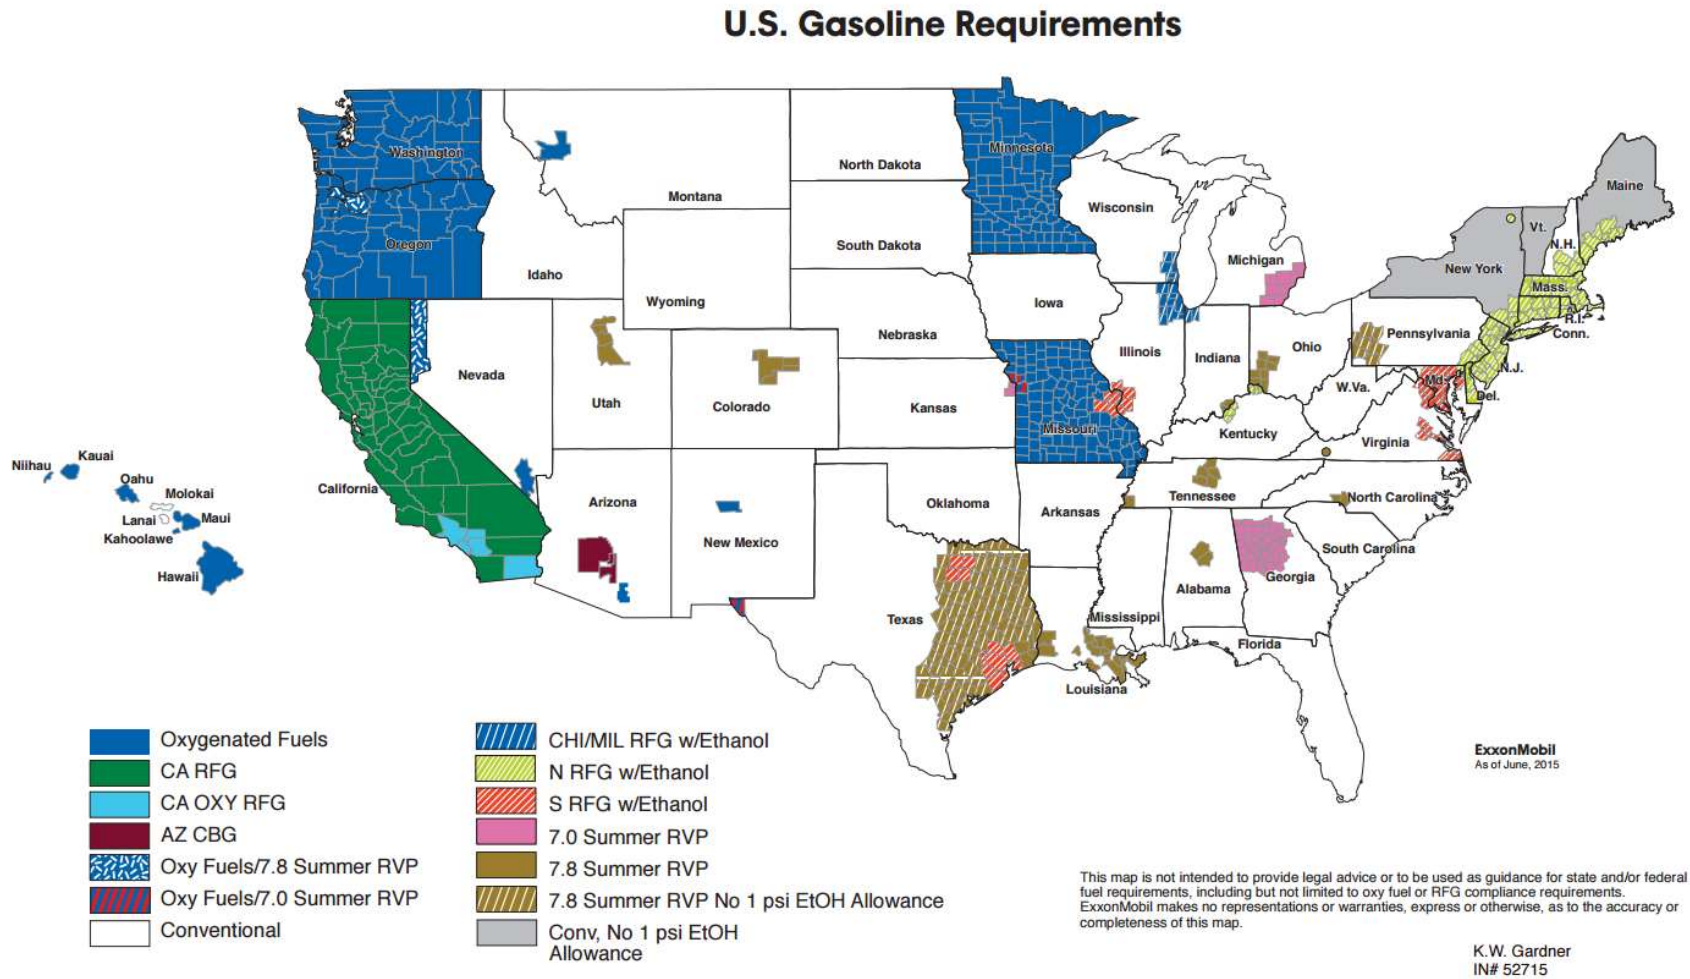 U.S. Gasoline Requirements
Washington
Montana
North Dakota
Minnesota
Maine
Wisconsin
Vt.
N.H.
Oregon
Idaho
South Dakota
Michigan
New York
Mass.
Wyoming
Iowa
R.I.
Conn.
Nebraska
Illinois
Indiana
Ohio
Pennsylvania
N.J.
Nevada
Utah
Colorado
Kansas
Missouri
W.Va.
Md.
Del.
Kentucky
Virginia
California
Arizona
New Mexico
Oklahoma
Arkansas
Tennessee
North Carolina
South Carolina
Georgia
Alabama
Mississippi
Texas
Florida
Louisiana
Niihau
Kauai
Oahu
Molokai
Lanai
Maui
Kahoolawe
Hawaii
Oxygenated Fuels
CA RFG
CA OXY RFG
AZ CBG
Oxy Fuels/7.8 Summer RVP
Oxy Fuels/7.0 Summer RVP
Conventional
CHI/MIL RFG w/Ethanol
N RFG w/Ethanol
S RFG w/Ethanol
7.0 Summer RVP
7.8 Summer RVP
7.8 Summer RVP No 1 psi EtOH Allowance
Conv, No 1 psi EtOH
Allowance
ExxonMobil
As of June, 2015
This map is not intended to provide legal advice or to be used as guidance for state and/or federal
fuel requirements, including but not limited to oxy fuel or RFG compliance requirements.
ExxonMobil makes no representations or warranties, express or otherwise, as to the accuracy or
completeness of this map.
K.W. Gardner
IN# 52715